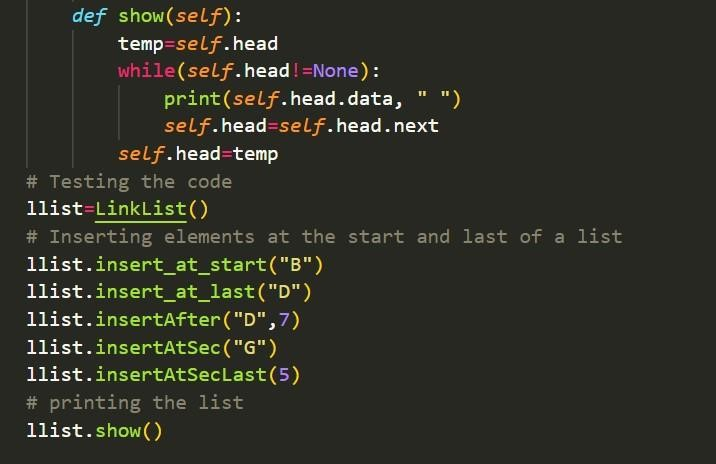 def show(self):
temp=self.head
while(self.head!=None):
print(self.head.data, " ")
self.head=self.head.next
self.head=temp
# Testing the code
llist=LinkList()
# Inserting elements at the start and last of a list
llist.insert_at_start("B")
llist.insert_at_last("D")
llist.insertAfter("D",7)
llist.insertAtSec("G")
llist.insertAtSecLast(5)
# printing the list
llist.show()